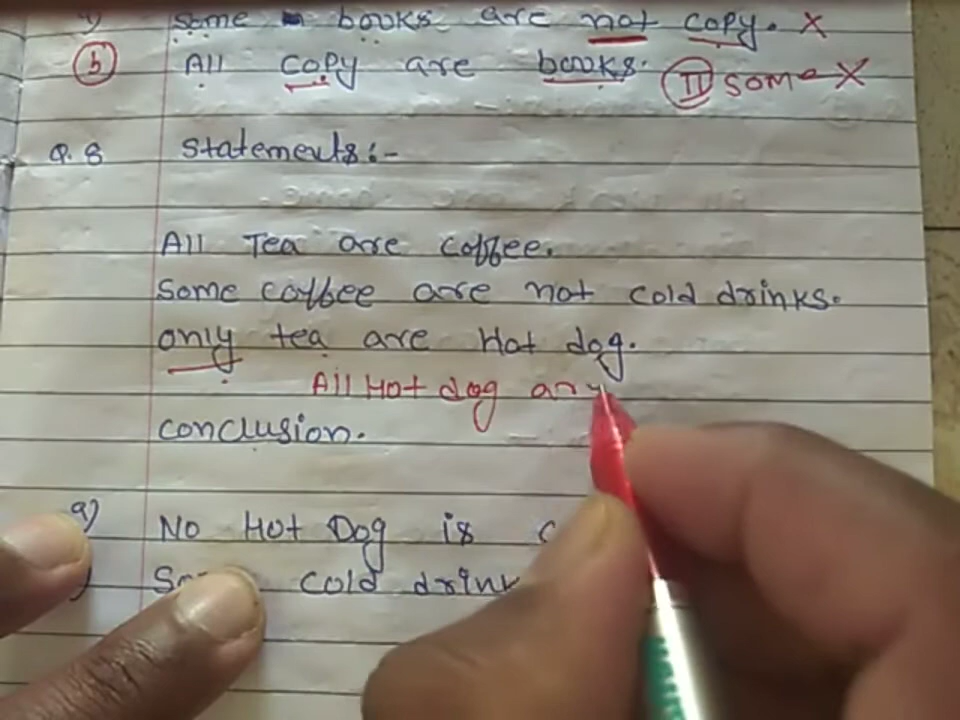 some books are not copy. X
b All copy are books. II some X
Q. 8 Statements:-
All Tea are coffee.
Some coffee are not cold drinks.
only tea are Hot dog.
All Hot dog are
conclusion.
a) No Hot Dog is
cold drink